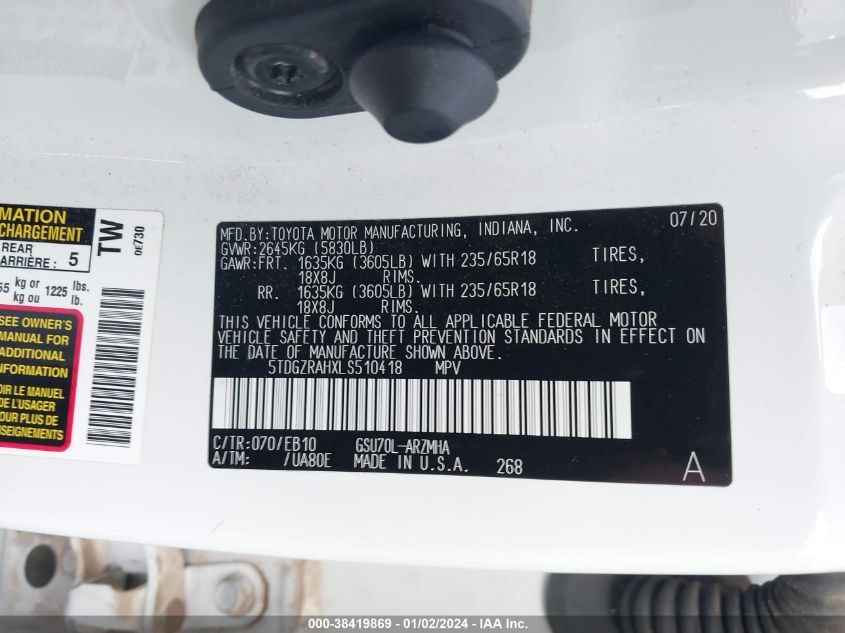 MATION
CHARGEMENT
REAR
ARRIÈRE: 5
kg or 1225 lbs.
kg ou lb.
SEE OWNER'S
MANUAL FOR
ADDITIONAL
INFORMATION
LE MANUEL
DE L'USAGER
POUR PLUS DE
TW
0E730
MFD.BY:TOYOTA MOTOR MANUFACTURING, INDIANA, INC. 07/20
GVWR:2645KG (5830LB)
GAWR:FRT. 1635KG (3605LB) WITH 235/65R18 TIRES,
18X8J RIMS.
RR. 1635KG (3605LB) WITH 235/65R18 TIRES,
18X8J RIMS.
THIS VEHICLE CONFORMS TO ALL APPLICABLE FEDERAL MOTOR
VEHICLE SAFETY AND THEFT PREVENTION STANDARDS IN EFFECT ON
THE DATE OF MANUFACTURE SHOWN ABOVE.
5TDGZRAHXLS510418 MPV
C/TR:070/EB10 GSU70L-ARZMHA
A/TM: /UA80E MADE IN U.S.A. 268
A
000-38419869 - 01/02/2024 - IAA Inc.